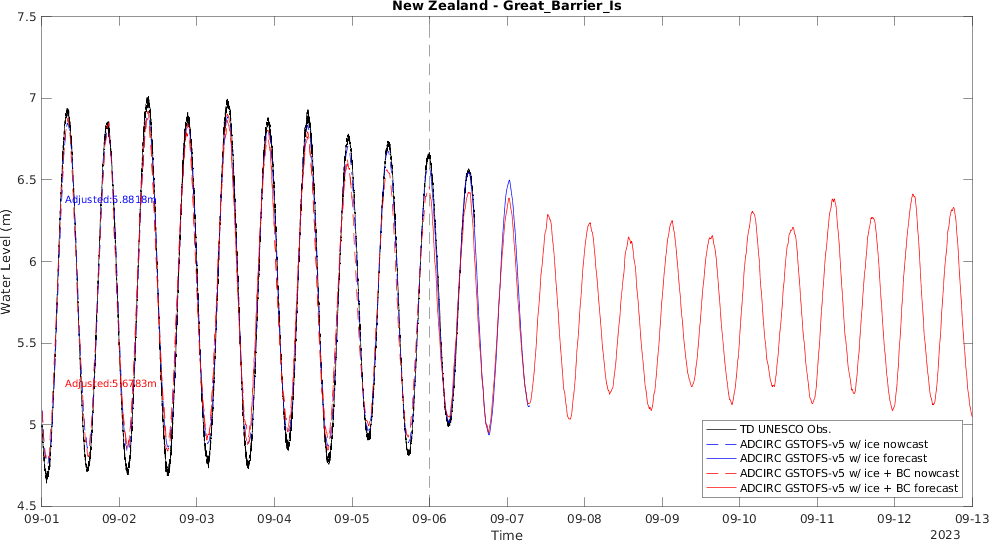 New Zealand - Great_Barrier_Is
7.5
7
6.5
6
5.5
5
4.5
Water Level (m)
Adjusted:5.8818m
Adjusted:5.6783m
TD UNESCO Obs.
ADCIRC GSTOFS-v5 w/ ice nowcast
ADCIRC GSTOFS-v5 w/ ice forecast
ADCIRC GSTOFS-v5 w/ ice + BC nowcast
ADCIRC GSTOFS-v5 w/ ice + BC forecast
09-01 09-02 09-03 09-04 09-05 09-06 09-07 09-08 09-09 09-10 09-11 09-12 09-13
Time
2023